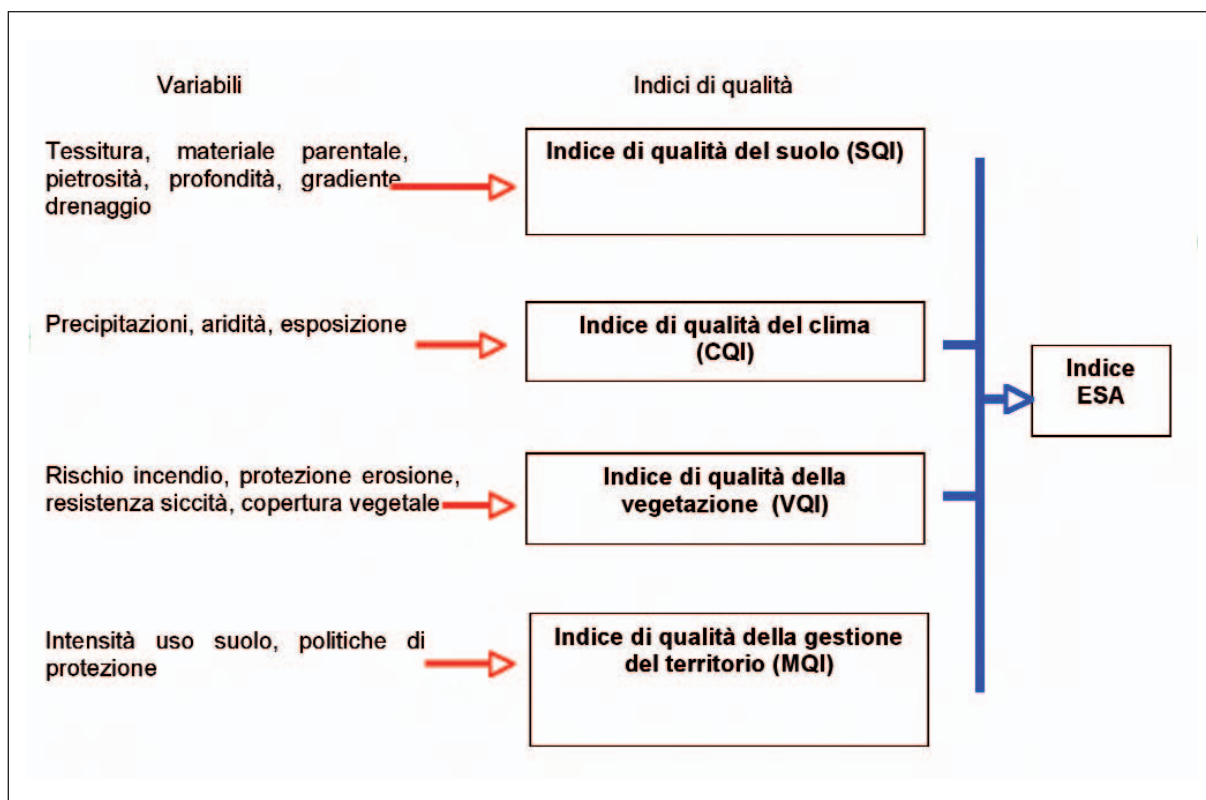 Variabili
Indici di qualità
Tessitura, materiale parentale,
pietrosità, profondità, gradiente
drenaggio
Indice di qualità del suolo (SQI)
Precipitazioni, aridità, esposizione
Indice di qualità del clima
(CQI)
Indice
ESA
Rischio incendio, protezione erosione,
resistenza siccità, copertura vegetale
Indice di qualità della
vegetazione (VQI)
Intensità uso suolo, politiche di
protezione
Indice di qualità della gestione
del territorio (MQI)